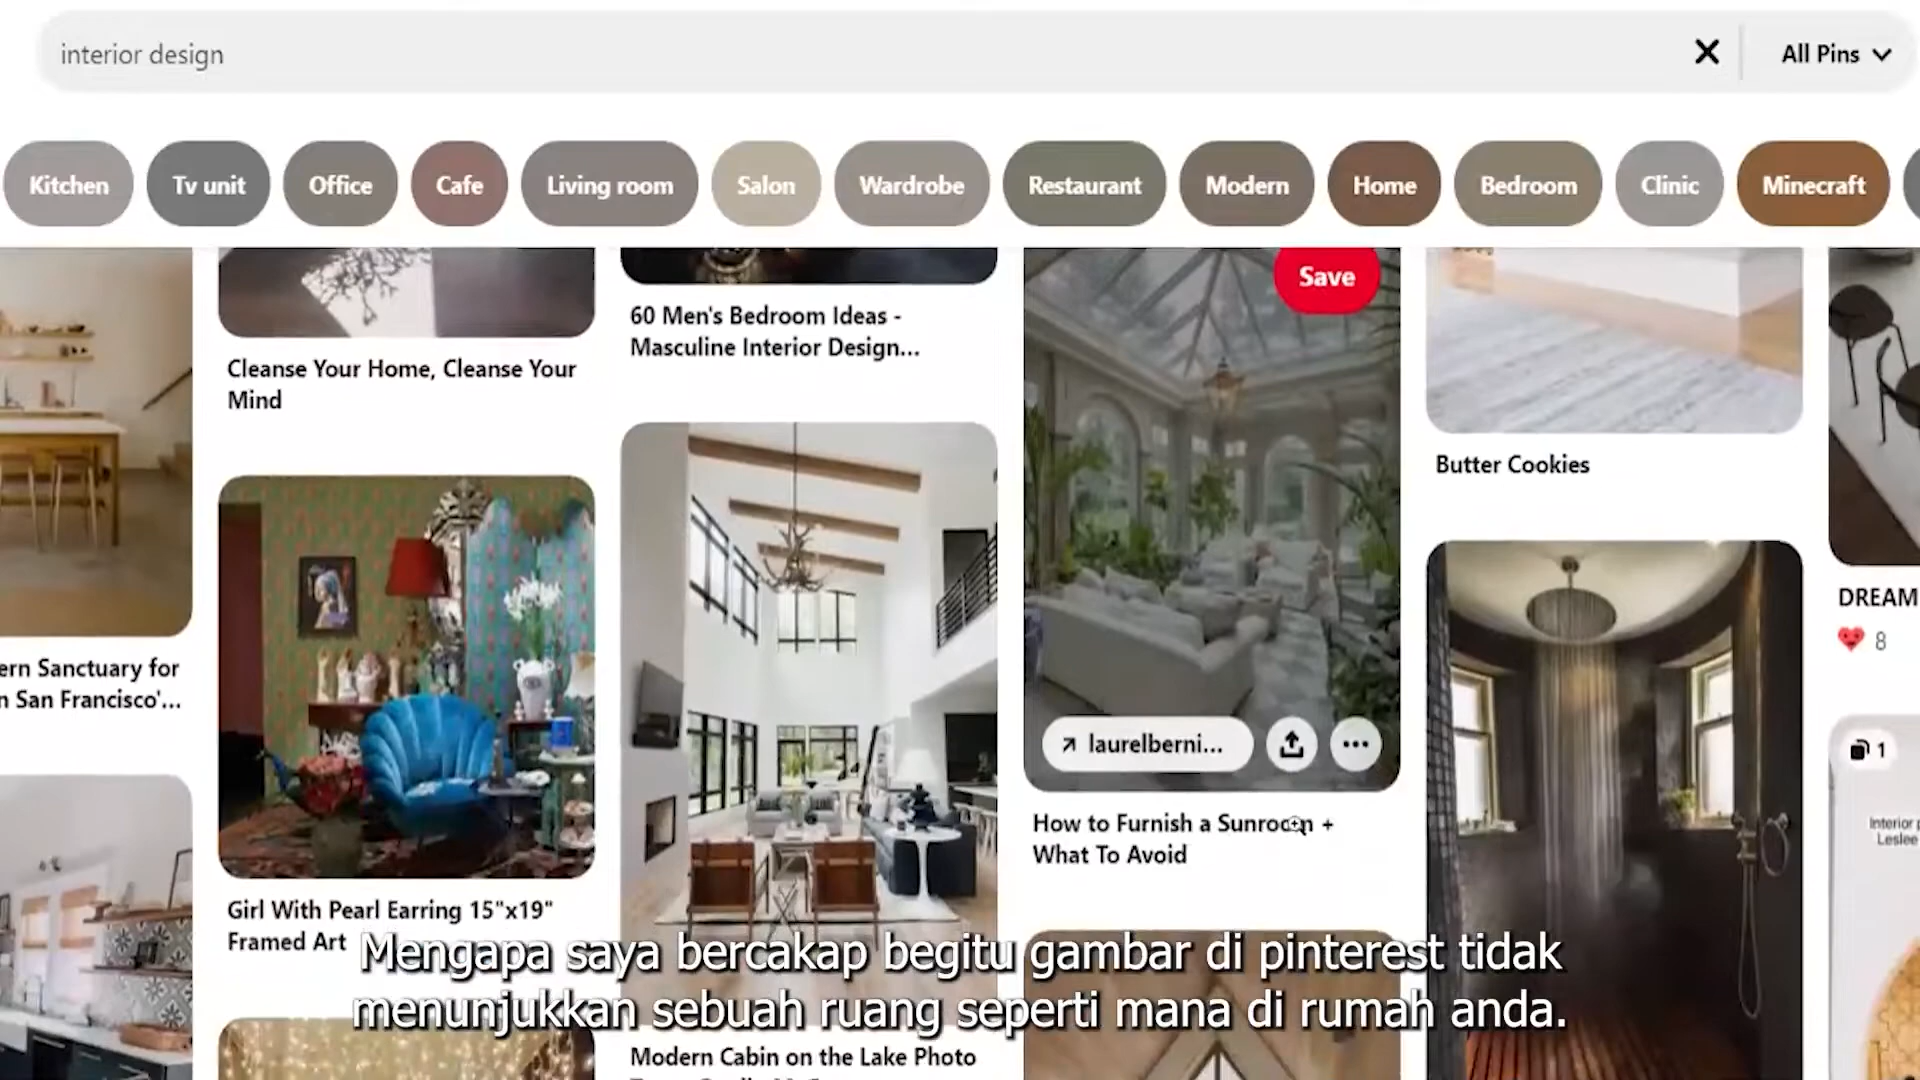 interior design
All Pins
Kitchen
Tv unit
Office
Cafe
Living room
Salon
Wardrobe
Restaurant
Modern
Home
Bedroom
Clinic
Minecraft
Save
60 Men's Bedroom Ideas -
Masculine Interior Design...
Cleanse Your Home, Cleanse Your
Mind
Butter Cookies
DREAM
8
ern Sanctuary for
n San Francisco'...
laurelberni...
1
How to Furnish a Sunroom +
What To Avoid
Interior
Leslee
Girl With Pearl Earring 15"x19"
Framed Art
Mengapa saya bercakap begitu gambar di pinterest tidak
menunjukkan sebuah ruang seperti mana di rumah anda.
Modern Cabin on the Lake Photo